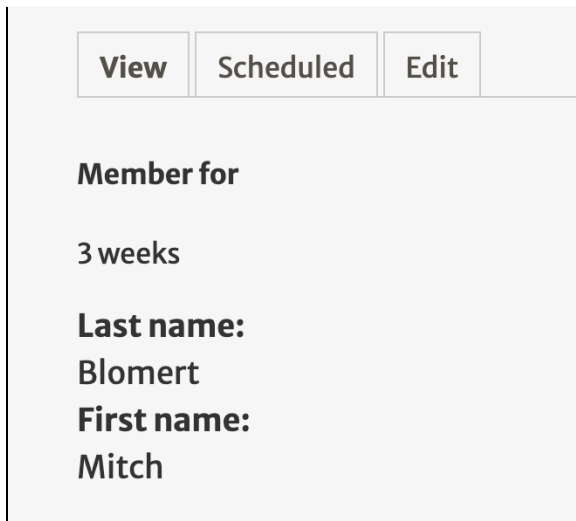 View Scheduled Edit
Member for
3 weeks
Last name:
Blomert
First name:
Mitch